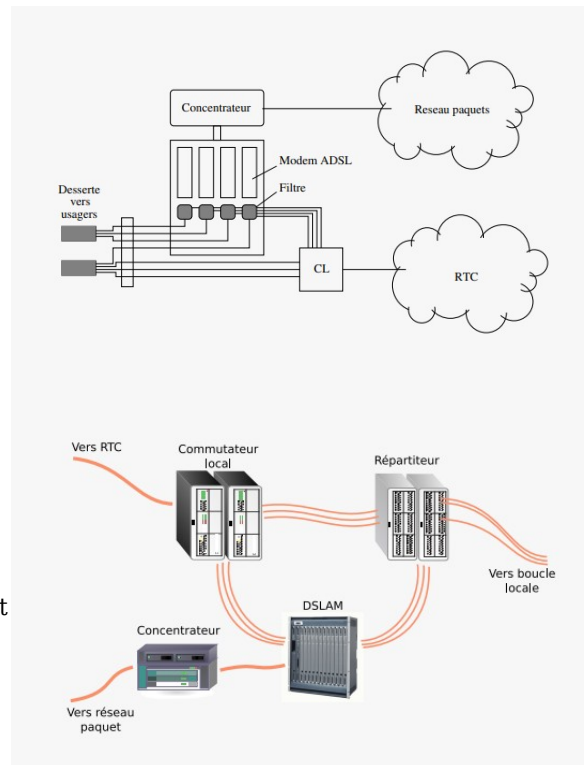 Concentrateur
Reseau paquets
Modem ADSL
Filtre
Desserte
vers
usagers
CL
RTC
Vers RTC
Commutateur
local
Répartiteur
Vers boucle
locale
t
DSLAM
Concentrateur
Vers réseau
paquet